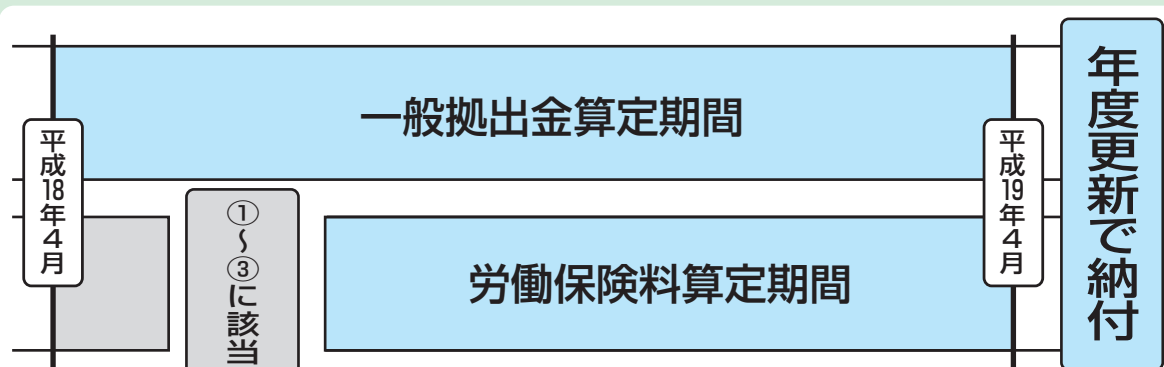 一般拠出金算定期間
平成18年4月
平成19年4月
年度更新で納付
①〜③に該当
労働保険料算定期間